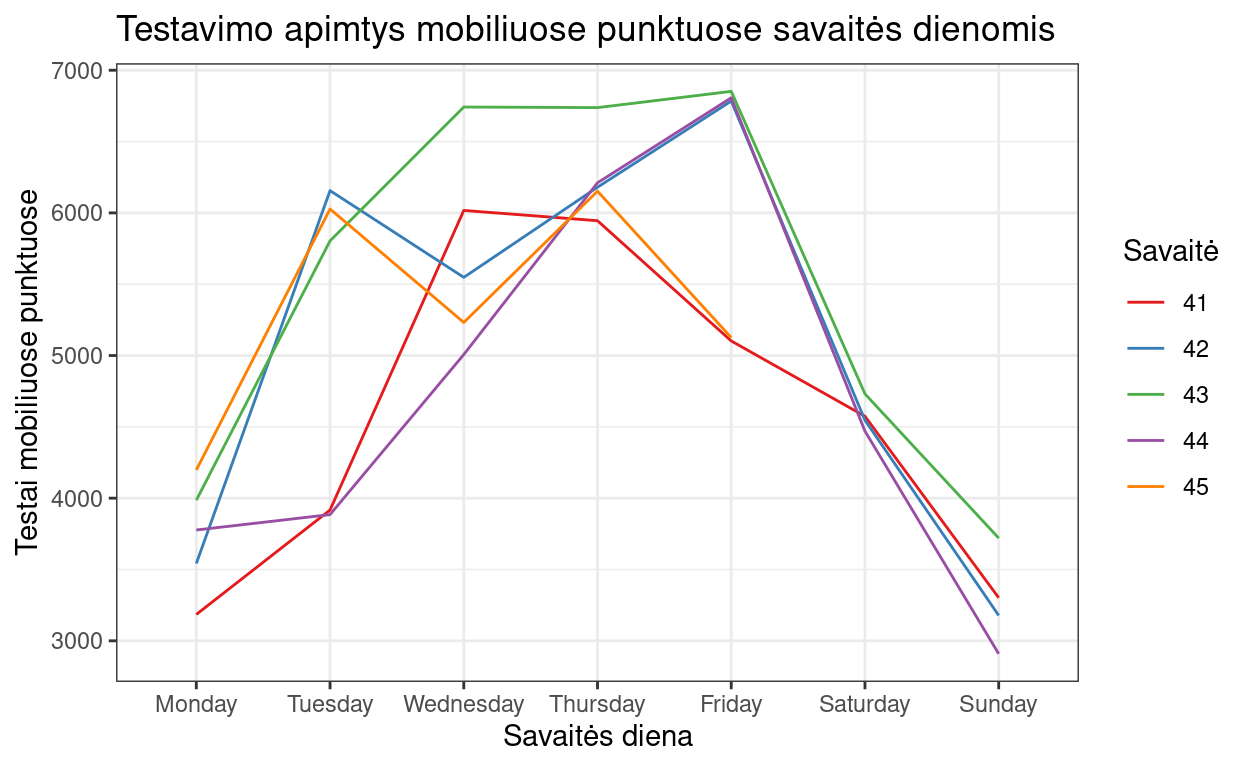 Testavimo apimtys mobiliuose punktuose savaitės dienomis
Testai mobiliuose punktuose
7000
6000
5000
4000
3000
Monday Tuesday Wednesday Thursday Friday Saturday Sunday
Savaitės diena
Savaitė
41
42
43
44
45